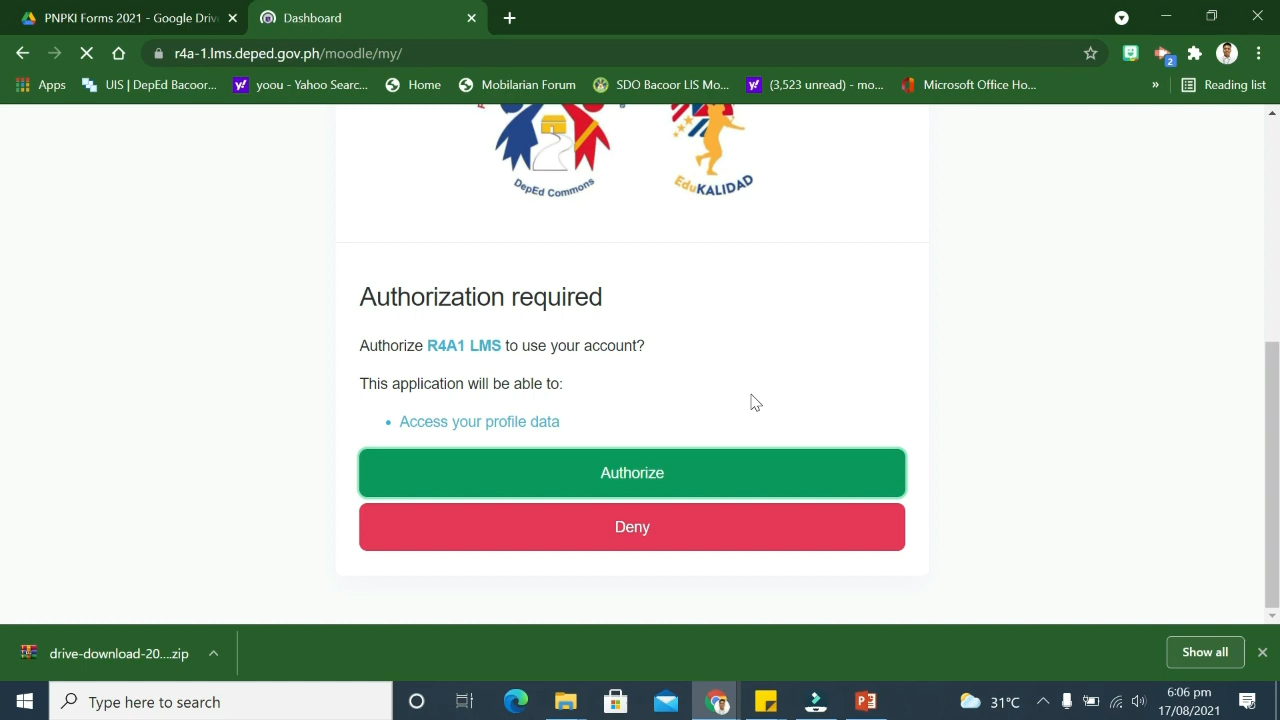 PNPKI Forms 2021 - Google Driv
Dashboard
r4a-1.lms.deped.gov.ph/moodle/my/
2
Apps
UIS | DepEd Bacoor...
yoou - Yahoo Searc...
Home
Mobilarian Forum
SDO Bacoor LIS Mo...
(3,523 unread) - mo...
Microsoft Office Ho...
»
Reading list
DepEd Commons
EduKALIDAD
Authorization required
Authorize R4A1 LMS to use your account?
This application will be able to:
• Access your profile data
Authorize
Deny
drive-download-20....zip
Show all
Type here to search
31°C
6:06 pm
17/08/2021